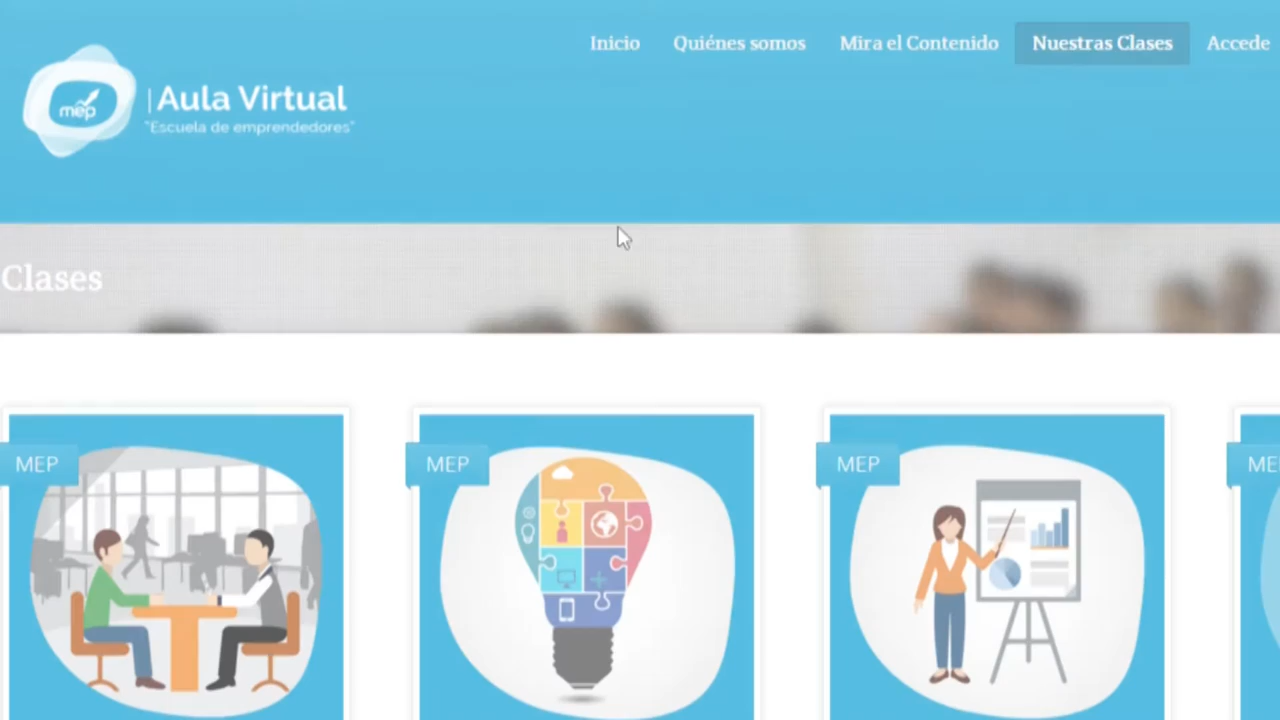 Inicio
Quiénes somos
Mira el Contenido
Nuestras Clases
Accede
mep
| Aula Virtual
"Escuela de emprendedores"
Clases
MEP
MEP
MEP
ME